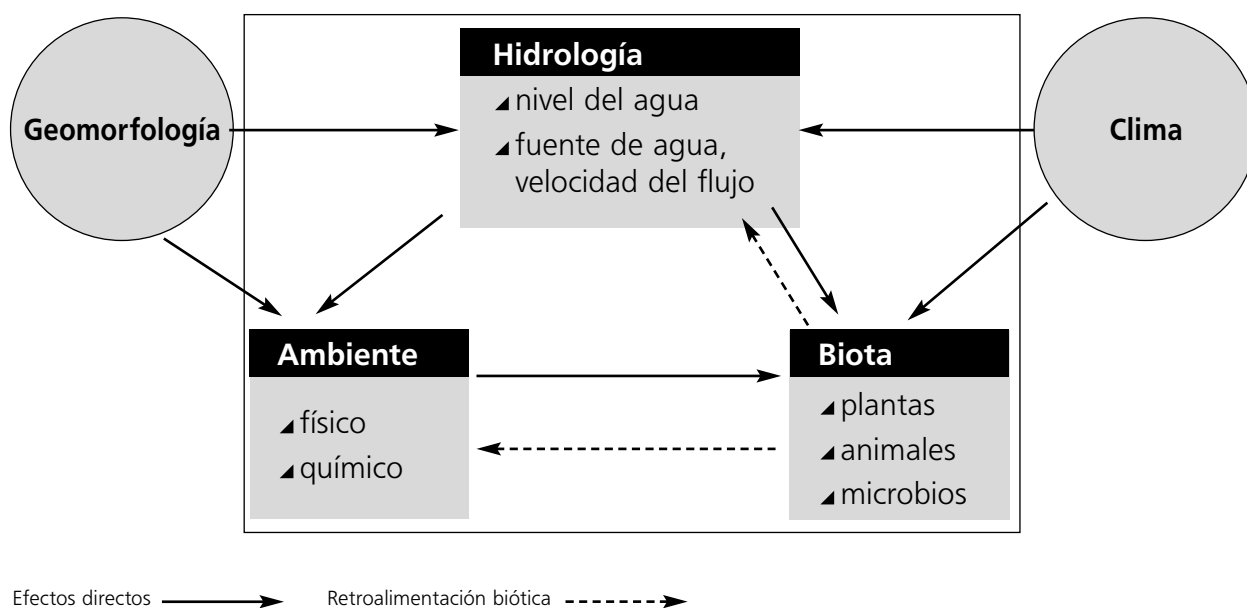 Hidrología
nivel del agua
fuente de agua,
velocidad del flujo
Geomorfología
Clima
Ambiente
físico
químico
Biota
plantas
animales
microbios
Efectos directos
Retroalimentación biótica